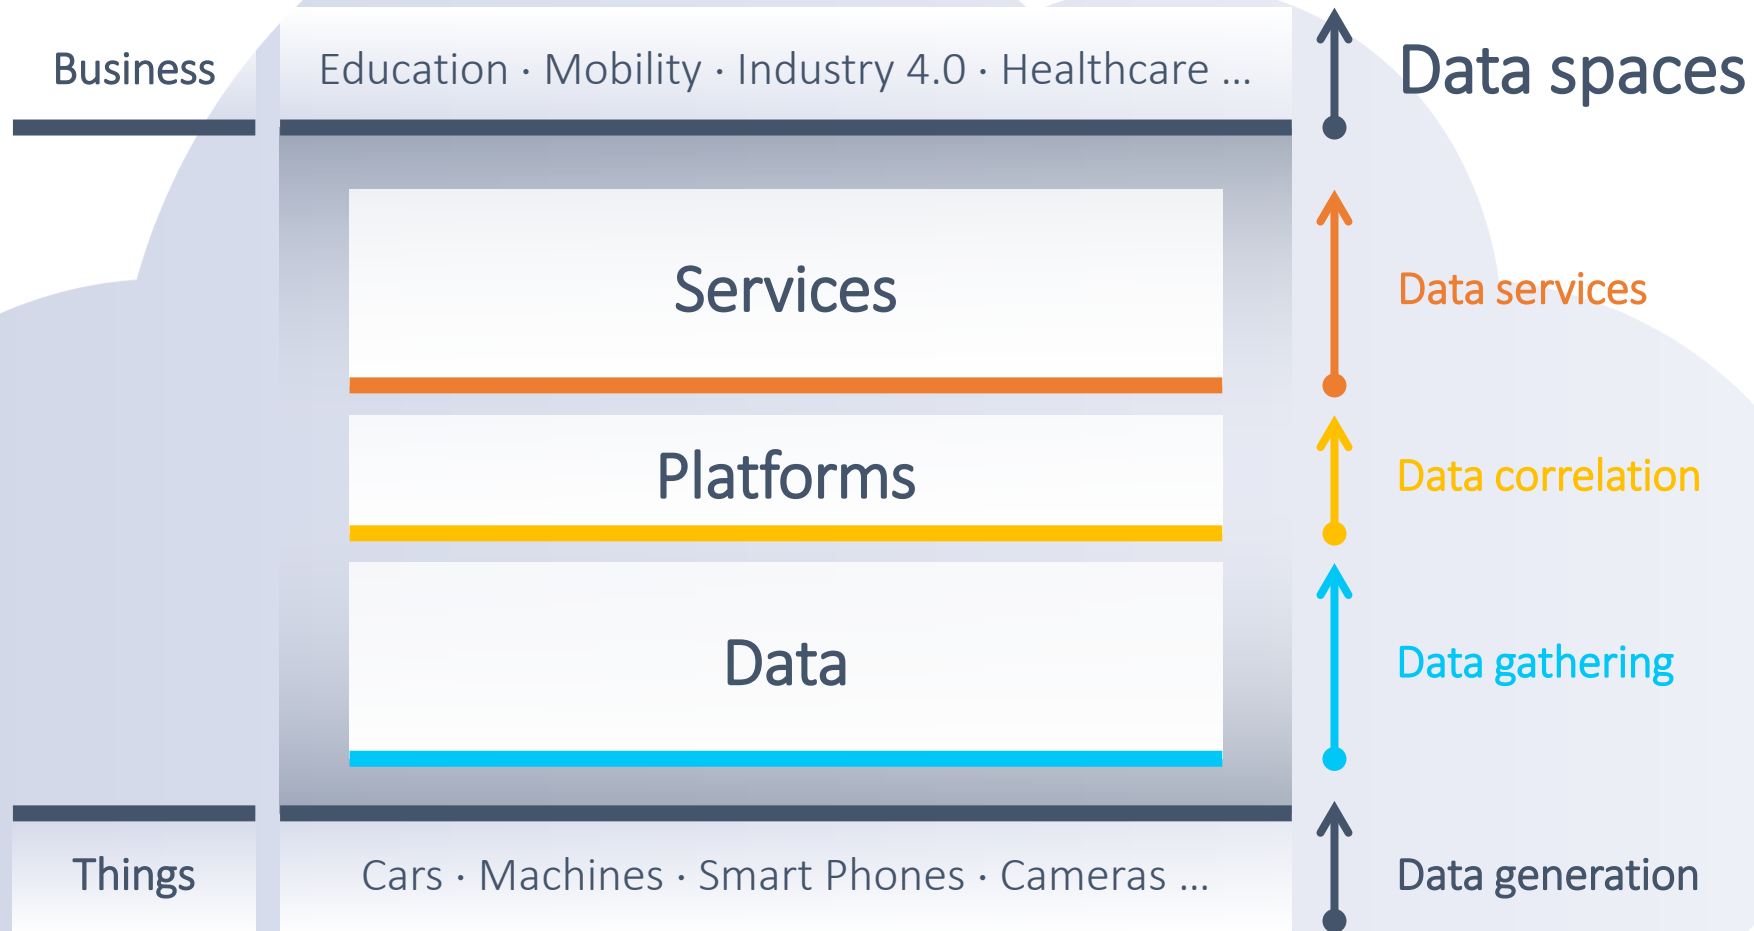 Business
Education · Mobility · Industry 4.0 · Healthcare ...
Data spaces
Services
Data services
Platforms
Data correlation
Data
Data gathering
Things
Cars · Machines · Smart Phones · Cameras ...
Data generation